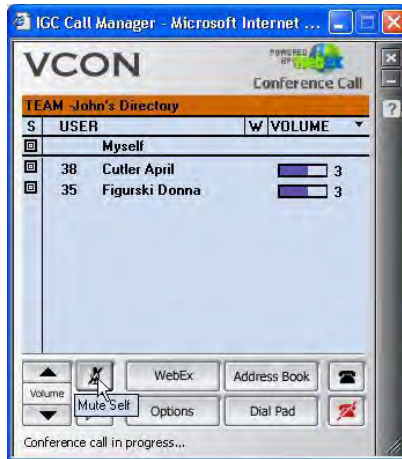 IGC Call Manager - Microsoft Internet ...
VCON
POWERED BY
Conference Call
TEAM -John's Directory
S USER W VOLUME
Myself
38 Cutler April 3
35 Figurski Donna 3
WebEx Address Book
Volume
Mute Self
Options Dial Pad
Conference call in progress...